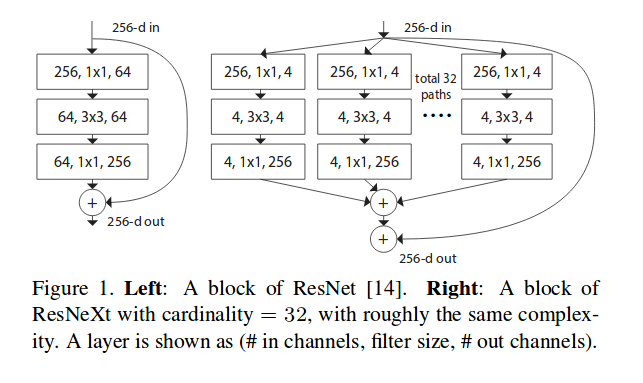 256-d in
256, 1x1, 64
64, 3x3, 64
64, 1x1, 256
+
256-d out
256-d in
256, 1x1, 4
256, 1x1, 4
total 32
paths
....
256, 1x1, 4
4, 3x3, 4
4, 3x3, 4
4, 3x3, 4
4, 1x1, 256
4, 1x1, 256
4, 1x1, 256
+
+
256-d out
Figure 1. Left: A block of ResNet [14]. Right: A block of
ResNeXt with cardinality = 32, with roughly the same complex-
ity. A layer is shown as (# in channels, filter size, # out channels).